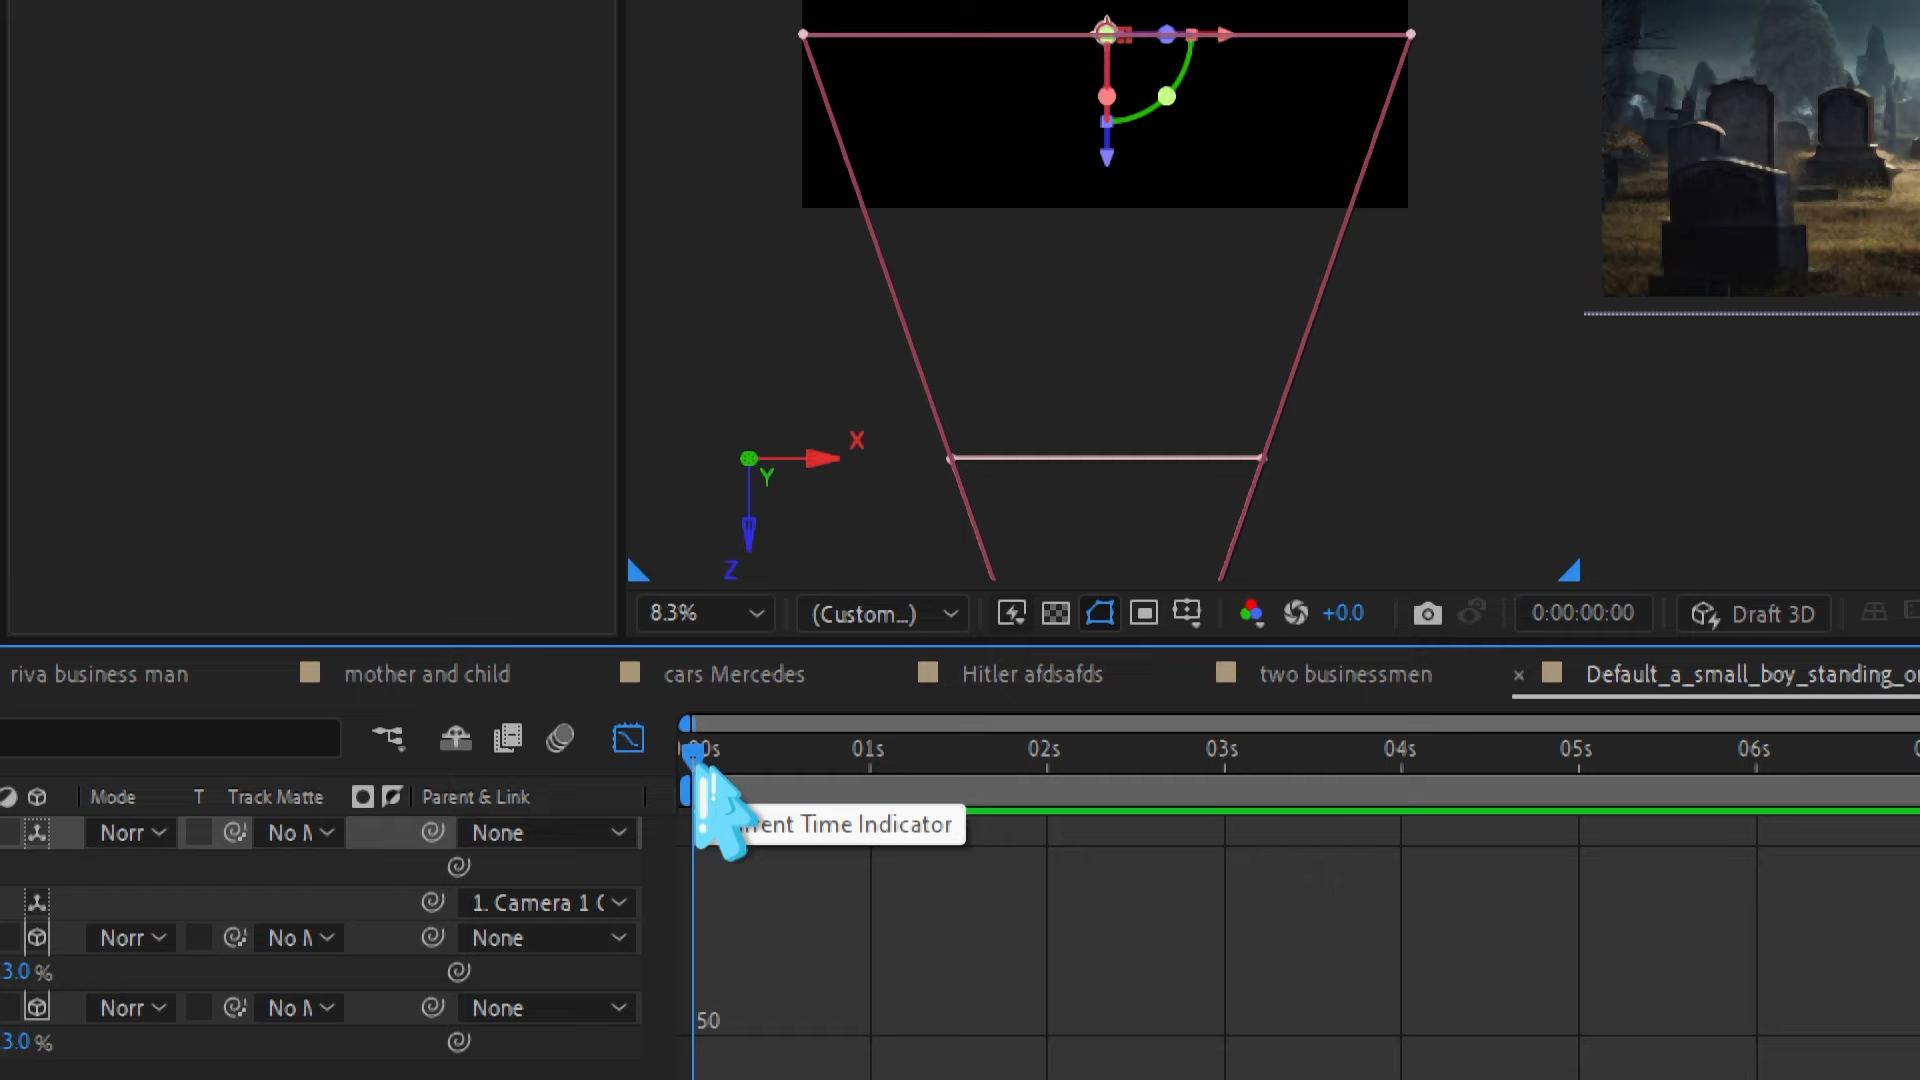 X
Y
Z
8.3%
(Custom...)
+0.0
0:00:00:00
Draft 3D
riva business man
mother and child
cars Mercedes
Hitler afdsafds
two businessmen
× Default_a_small_boy_standing_o
00s 01s 02s 03s 04s 05s 06s
Mode T Track Matte Parent & Link
Current Time Indicator
Norr No M None
1. Camera 1 C
Norr No M None
3.0 %
50
Norr No M None
3.0 %